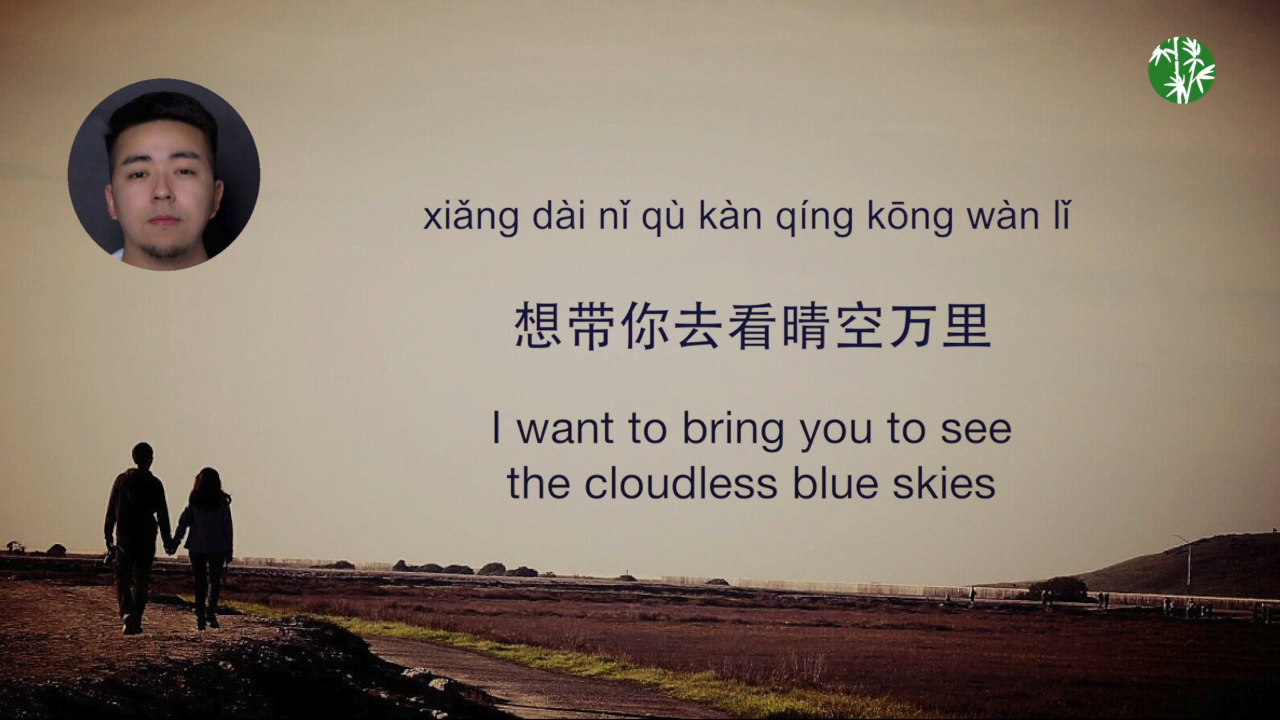 xiǎng dài nǐ qù kàn qíng kōng wàn lǐ
想带你去看晴空万里
I want to bring you to see
the cloudless blue skies